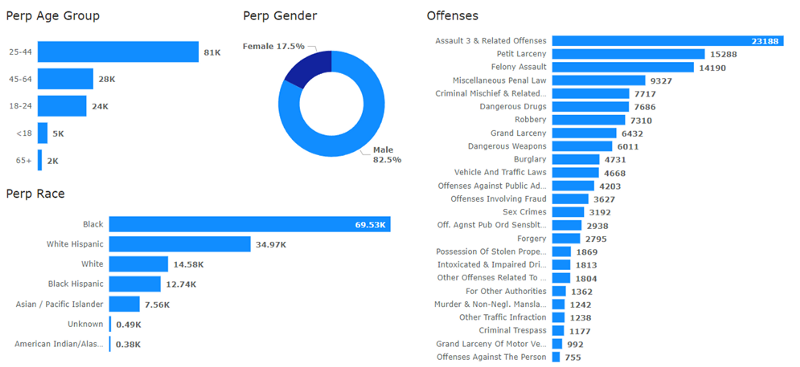 Perp Age Group
25-44 81K
45-64 28K
18-24 24K
<18 5K
65+ 2K
Perp Gender
Female 17.5%
Male
82.5%
Perp Race
Black 69.53K
White Hispanic 34.97K
White 14.58K
Black Hispanic 12.74K
Asian / Pacific Islander 7.56K
Unknown 0.49K
American Indian/Alas... 0.38K
Offenses
Assault 3 & Related Offenses 23188
Petit Larceny 15288
Felony Assault 14190
Miscellaneous Penal Law 9327
Criminal Mischief & Related... 7717
Dangerous Drugs 7686
Robbery 7310
Grand Larceny 6432
Dangerous Weapons 6011
Burglary 4731
Vehicle And Traffic Laws 4668
Offenses Against Public Ad... 4203
Offenses Involving Fraud 3627
Sex Crimes 3192
Off. Agnst Pub Ord Sensblt... 2938
Forgery 2795
Possession Of Stolen Prope... 1869
Intoxicated & Impaired Dri... 1813
Other Offenses Related To ... 1804
For Other Authorities 1362
Murder & Non-Negl. Mansla... 1242
Other Traffic Infraction 1238
Criminal Trespass 1177
Grand Larceny Of Motor Ve... 992
Offenses Against The Person 755